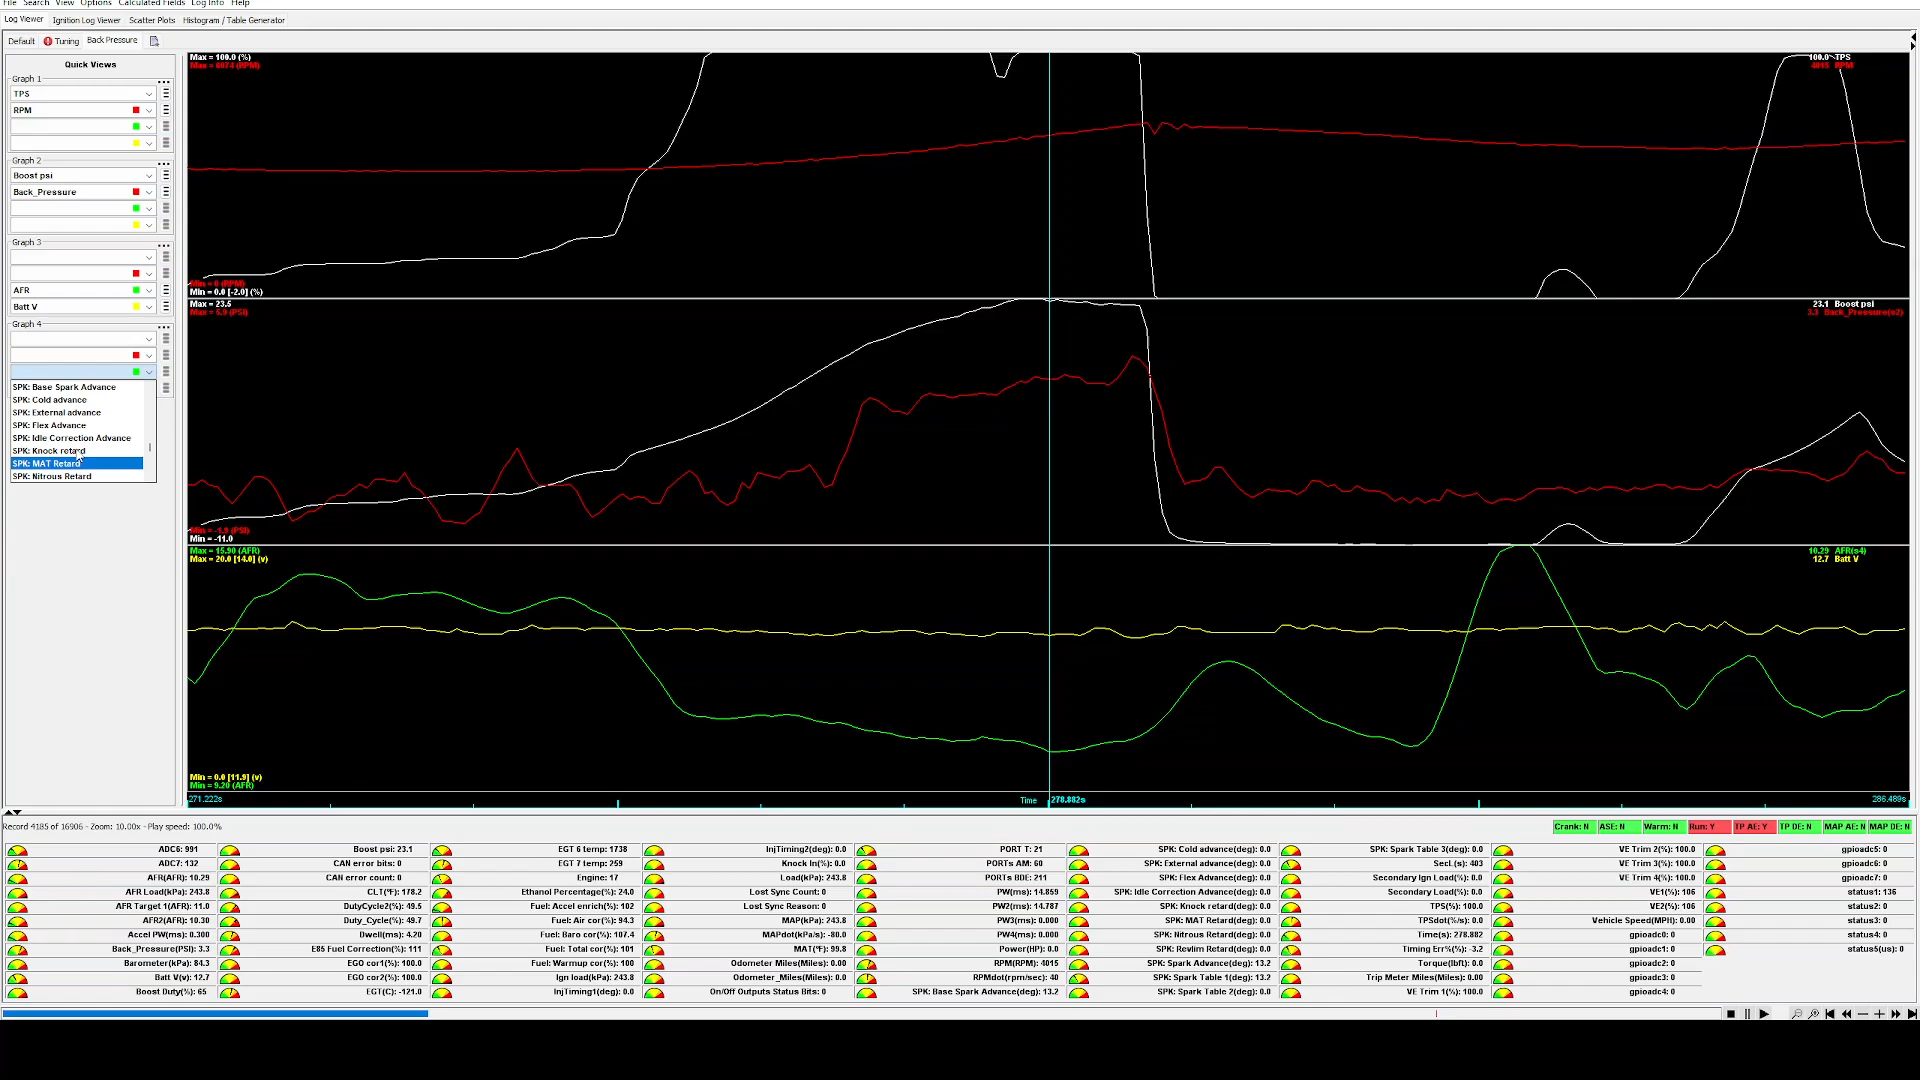 File Search View Options Calculated Fields Log Info Help
Log Viewer Ignition Log Viewer Scatter Plots Histogram / Table Generator
Default Tuning Back Pressure
Quick Views
Graph 1
TPS
RPM
Graph 2
Boost psi
Back_Pressure
Graph 3
AFR
Batt V
Graph 4
SPK: Base Spark Advance
SPK: Cold advance
SPK: External advance
SPK: Flex Advance
SPK: Idle Correction Advance
SPK: Knock retard
SPK: MAT Retard
SPK: Nitrous Retard
Max = 100.0 (%)
100.0 TPS
4015 RPM
Min = 0 (RPM)
Min = 0.0 [-2.0] (%)
Max = 23.5
Max = 5.9 (PSI)
23.1 Boost psi
3.3 Back_Pressure(s2)
Min = -1.9 (PSI)
Min = -11.0
Max = 15.90 (AFR)
Max = 20.0 [14.0] (v)
10.29 AFR(s4)
12.7 Batt V
Min = 0.0 [11.9] (v)
Min = 9.20 (AFR)
271.222s Time 278.882s 286.489s
Record 4185 of 16906 - Zoom: 10.00x - Play speed: 100.0%
Crank: N ASE: N Warm: N Run: Y TP AE: Y TP DE: N MAP AE: N MAP DE: N
ADC6: 991 Boost psi: 23.1 EGT 6 temp: 1738 InjTiming2(deg): 0.0 PORT T: 21 SPK: Cold advance(deg): 0.0 SPK: Spark Table 3(deg): 0.0 VE Trim 2(%): 100.0 gpioadc5: 0
ADC7: 132 CAN error bits: 0 EGT 7 temp: 259 Knock In(%): 0.0 PORTs AM: 60 SPK: External advance(deg): 0.0 SecL(s): 403 VE Trim 3(%): 100.0 gpioadc6: 0
AFR(AFR): 10.29 CAN error count: 0 Engine: 17 Load(kPa): 243.8 PORTs BDE: 211 SPK: Flex Advance(deg): 0.0 Secondary Ign Load(%): 0.0 VE Trim 4(%): 100.0 gpioadc7: 0
AFR Load(kPa): 243.8 CLT(°F): 178.2 Ethanol Percentage(%): 24.0 Lost Sync Count: 0 PW(ms): 14.859 SPK: Idle Correction Advance(deg): 0.0 Secondary Load(%): 0.0 VE1(%): 106 status1: 136
AFR Target 1(AFR): 11.0 DutyCycle2(%): 49.5 Fuel: Accel enrich(%): 102 Lost Sync Reason: 0 PW2(ms): 14.787 SPK: Knock retard(deg): 0.0 TPS(%): 100.0 VE2(%): 106 status2: 0
AFR2(AFR): 10.30 Duty_Cycle(%): 49.7 Fuel: Air cor(%): 94.3 MAP(kPa): 243.8 PW3(ms): 0.000 SPK: MAT Retard(deg): 0.0 TPSdot(%/s): 0.0 Vehicle Speed(MPH): 0.00 status3: 0
Accel PW(ms): 0.300 Dwell(ms): 4.20 Fuel: Baro cor(%): 107.4 MAPdot(kPa/s): -80.0 PW4(ms): 0.000 SPK: Nitrous Retard(deg): 0.0 Time(s): 278.882 gpioadc0: 0 status4: 0
Back_Pressure(PSI): 3.3 E85 Fuel Correction(%): 111 Fuel: Total cor(%): 101 MAT(°F): 99.8 Power(HP): 0.0 SPK: Revlim Retard(deg): 0.0 Timing Err%(%): -3.2 gpioadc1: 0 status5(us): 0
Barometer(kPa): 84.3 EGO cor1(%): 100.0 Fuel: Warmup cor(%): 100 Odometer Miles(Miles): 0.0 RPM(RPM): 4015 SPK: Spark Advance(deg): 13.2 Torque(lbft): 0.0 gpioadc2: 0
Batt V(v): 12.7 EGO cor2(%): 100.0 Ign load(kPa): 243.8 Odometer_Miles(Miles): 0.0 RPMdot(rpm/sec): 40 SPK: Spark Table 1(deg): 13.2 Trip Meter Miles(Miles): 0.00 gpioadc3: 0
Boost Duty(%): 65 EGT(C): -121.0 InjTiming1(deg): 0.0 On/Off Outputs Status Bits: 0 SPK: Base Spark Advance(deg): 13.2 SPK: Spark Table 2(deg): 0.0 VE Trim 1(%): 100.0 gpioadc4: 0